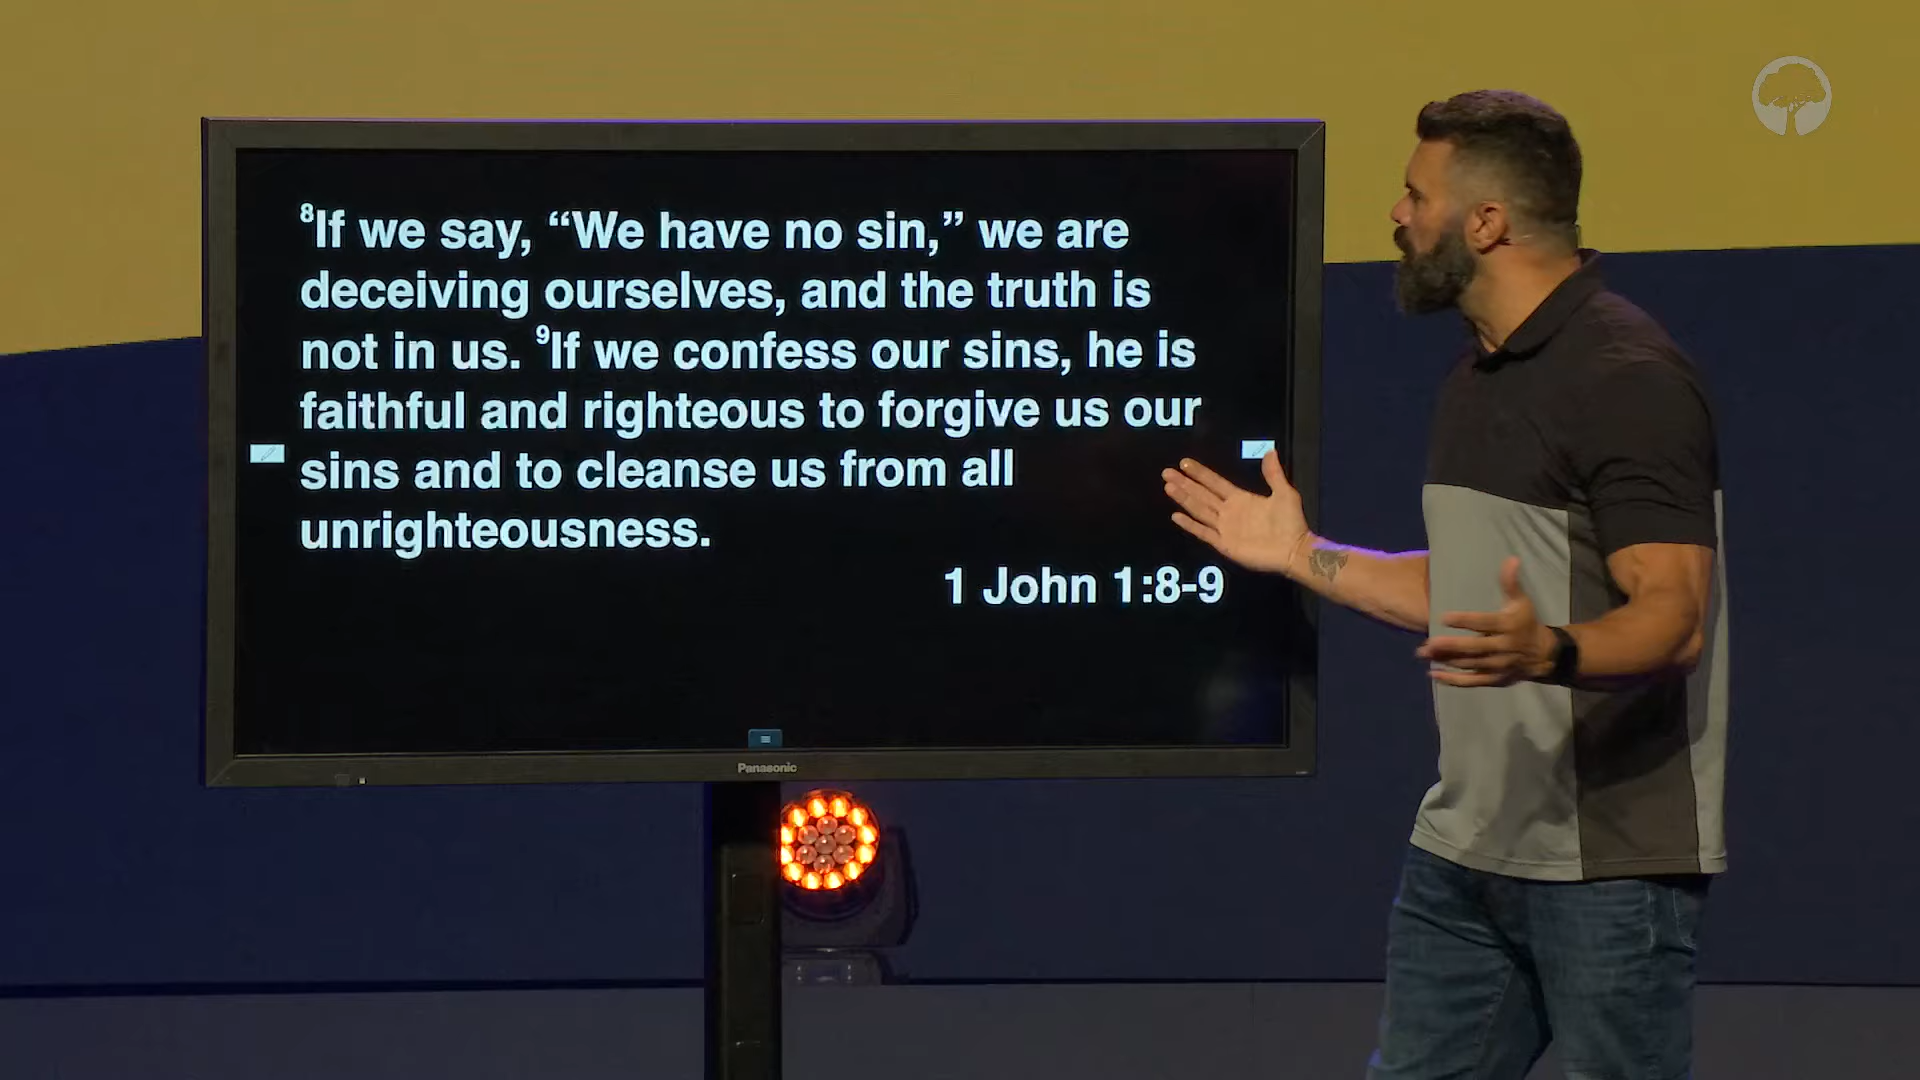 ⁸If we say, “We have no sin,” we are
deceiving ourselves, and the truth is
not in us. ⁹If we confess our sins, he is
faithful and righteous to forgive us our
sins and to cleanse us from all
unrighteousness.
1 John 1:8-9
Panasonic